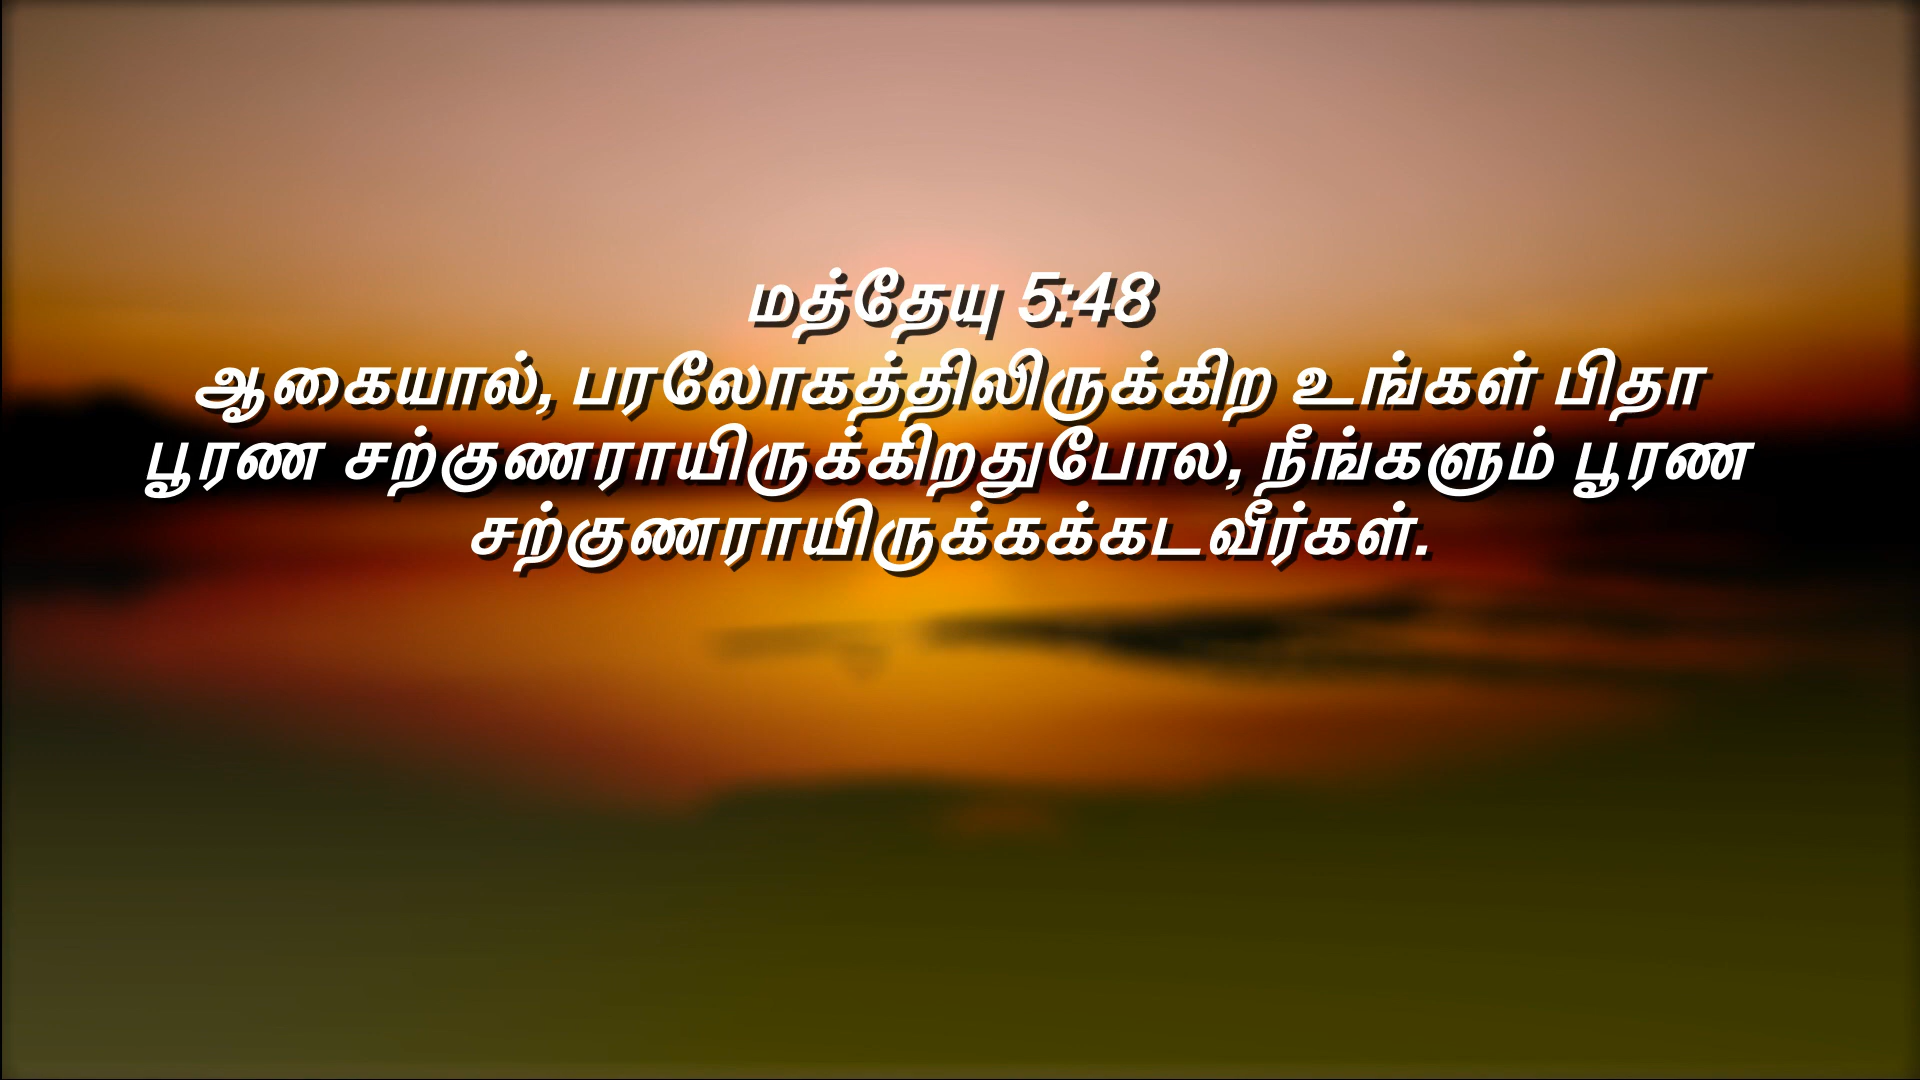 மத்தேயு 5:48
ஆகையால், பரலோகத்திலிருக்கிற உங்கள் பிதா
பூரண சற்குணராயிருக்கிறதுபோல, நீங்களும் பூரண
சற்குணராயிருக்கக்கடவீர்கள்.